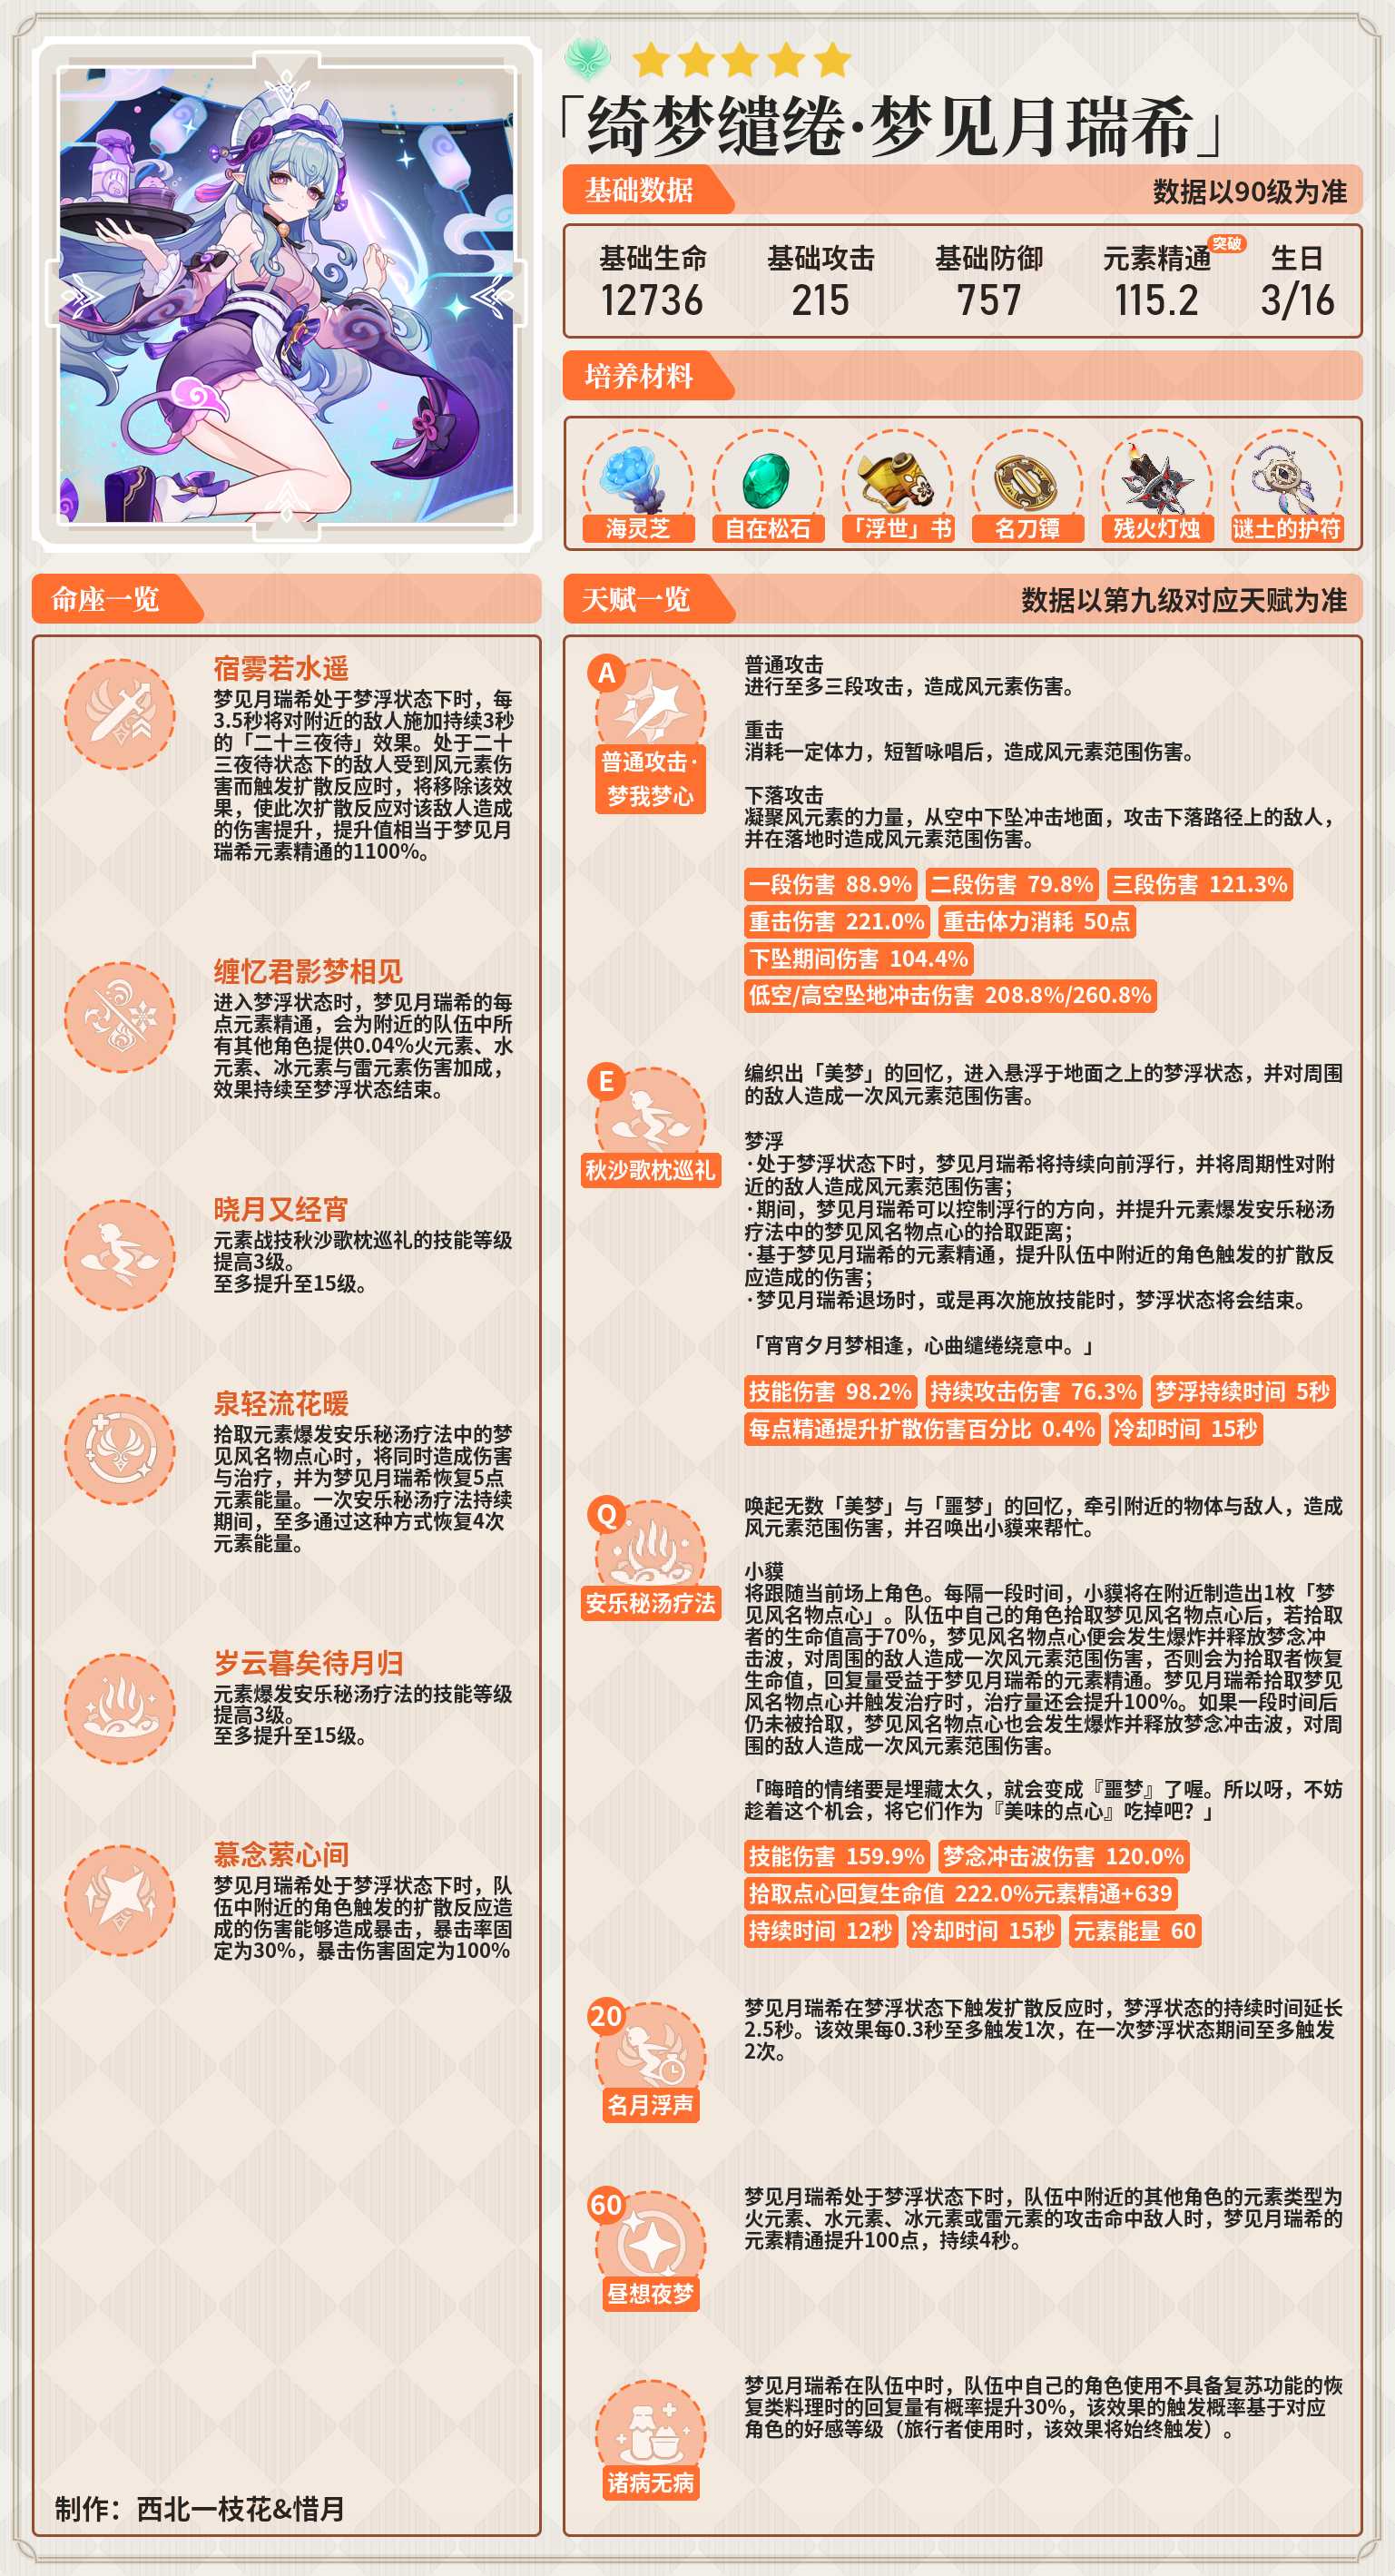 「绮梦缱绻·梦见月瑞希」
基础数据
数据以90级为准
基础生命
基础攻击
基础防御
元素精通
突破
生日
12736
215
757
115.2
3/16
培养材料
海灵芝
自在松石
「浮世」书
名刀镡
残火灯烛
谜土的护符
命座一览
宿雾若水遥
梦见月瑞希处于梦浮状态下时，每
3.5秒将对附近的敌人施加持续3秒
的「二十三夜待」效果。处于二十
三夜待状态下的敌人受到风元素伤
害而触发扩散反应时，将移除该效
果，使此次扩散反应对该敌人造成
的伤害提升，提升值相当于梦见月
瑞希元素精通的1100%。
缠忆君影梦相见
进入梦浮状态时，梦见月瑞希的每
点元素精通，会为附近的队伍中所
有其他角色提供0.04%火元素、水
元素、冰元素与雷元素伤害加成，
效果持续至梦浮状态结束。
晓月又经宵
元素战技秋沙歌枕巡礼的技能等级
提高3级。
至多提升至15级。
泉轻流花暖
拾取元素爆发安乐秘汤疗法中的梦
见风名物点心时，将同时造成伤害
与治疗，并为梦见月瑞希恢复5点
元素能量。一次安乐秘汤疗法持续
期间，至多通过这种方式恢复4次
元素能量。
岁云暮矣待月归
元素爆发安乐秘汤疗法的技能等级
提高3级。
至多提升至15级。
慕念萦心间
梦见月瑞希处于梦浮状态下时，队
伍中附近的角色触发的扩散反应造
成的伤害能够造成暴击，暴击率固
定为30%，暴击伤害固定为100%
制作：西北一枝花&惜月
天赋一览
数据以第九级对应天赋为准
A
普通攻击·
梦我梦心
普通攻击
进行至多三段攻击，造成风元素伤害。
重击
消耗一定体力，短暂咏唱后，造成风元素范围伤害。
下落攻击
凝聚风元素的力量，从空中下坠冲击地面，攻击下落路径上的敌人，
并在落地时造成风元素范围伤害。
一段伤害 88.9% 二段伤害 79.8% 三段伤害 121.3%
重击伤害 221.0% 重击体力消耗 50点
下坠期间伤害 104.4%
低空/高空坠地冲击伤害 208.8%/260.8%
E
秋沙歌枕巡礼
编织出「美梦」的回忆，进入悬浮于地面之上的梦浮状态，并对周围
的敌人造成一次风元素范围伤害。
梦浮
·处于梦浮状态下时，梦见月瑞希将持续向前浮行，并将周期性对附
近的敌人造成风元素范围伤害；
·期间，梦见月瑞希可以控制浮行的方向，并提升元素爆发安乐秘汤
疗法中的梦见风名物点心的拾取距离；
·基于梦见月瑞希的元素精通，提升队伍中附近的角色触发的扩散反
应造成的伤害；
·梦见月瑞希退场时，或是再次施放技能时，梦浮状态将会结束。
「宵宵夕月梦相逢，心曲缱绻绕意中。」
技能伤害 98.2% 持续攻击伤害 76.3% 梦浮持续时间 5秒
每点精通提升扩散伤害百分比 0.4% 冷却时间 15秒
Q
安乐秘汤疗法
唤起无数「美梦」与「噩梦」的回忆，牵引附近的物体与敌人，造成
风元素范围伤害，并召唤出小貘来帮忙。
小貘
将跟随当前场上角色。每隔一段时间，小貘将在附近制造出1枚「梦
见风名物点心」。队伍中自己的角色拾取梦见风名物点心后，若拾取
者的生命值高于70%，梦见风名物点心便会发生爆炸并释放梦念冲
击波，对周围的敌人造成一次风元素范围伤害，否则会为拾取者恢复
生命值，回复量受益于梦见月瑞希的元素精通。梦见月瑞希拾取梦见
风名物点心并触发治疗时，治疗量还会提升100%。如果一段时间后
仍未被拾取，梦见风名物点心也会发生爆炸并释放梦念冲击波，对周
围的敌人造成一次风元素范围伤害。
「晦暗的情绪要是埋藏太久，就会变成『噩梦』了喔。所以呀，不妨
趁着这个机会，将它们作为『美味的点心』吃掉吧？」
技能伤害 159.9% 梦念冲击波伤害 120.0%
拾取点心回复生命值 222.0%元素精通+639
持续时间 12秒 冷却时间 15秒 元素能量 60
20
名月浮声
梦见月瑞希在梦浮状态下触发扩散反应时，梦浮状态的持续时间延长
2.5秒。该效果每0.3秒至多触发1次，在一次梦浮状态期间至多触发
2次。
60
昼想夜梦
梦见月瑞希处于梦浮状态下时，队伍中附近的其他角色的元素类型为
火元素、水元素、冰元素或雷元素的攻击命中敌人时，梦见月瑞希的
元素精通提升100点，持续4秒。
诸病无病
梦见月瑞希在队伍中时，队伍中自己的角色使用不具备复苏功能的恢
复类料理时的回复量有概率提升30%，该效果的触发概率基于对应
角色的好感等级（旅行者使用时，该效果将始终触发）。